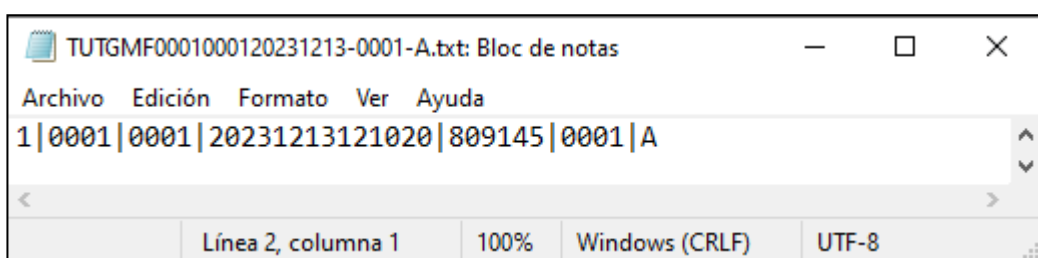 TUTGMF0001000120231213-0001-A.txt: Bloc de notas
Archivo Edición Formato Ver Ayuda
1|0001|0001|20231213121020|809145|0001|A
Línea 2, columna 1 100% Windows (CRLF) UTF-8